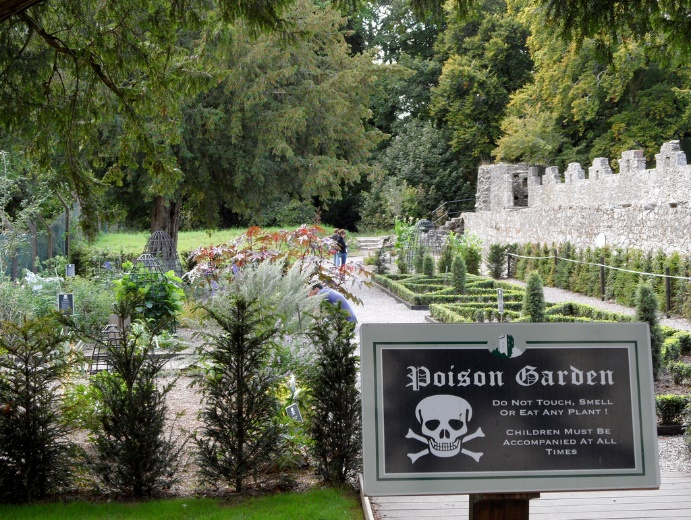 Poison Garden
Do Not Touch, Smell
Or Eat Any Plant !
Children Must Be
Accompanied At All
Times